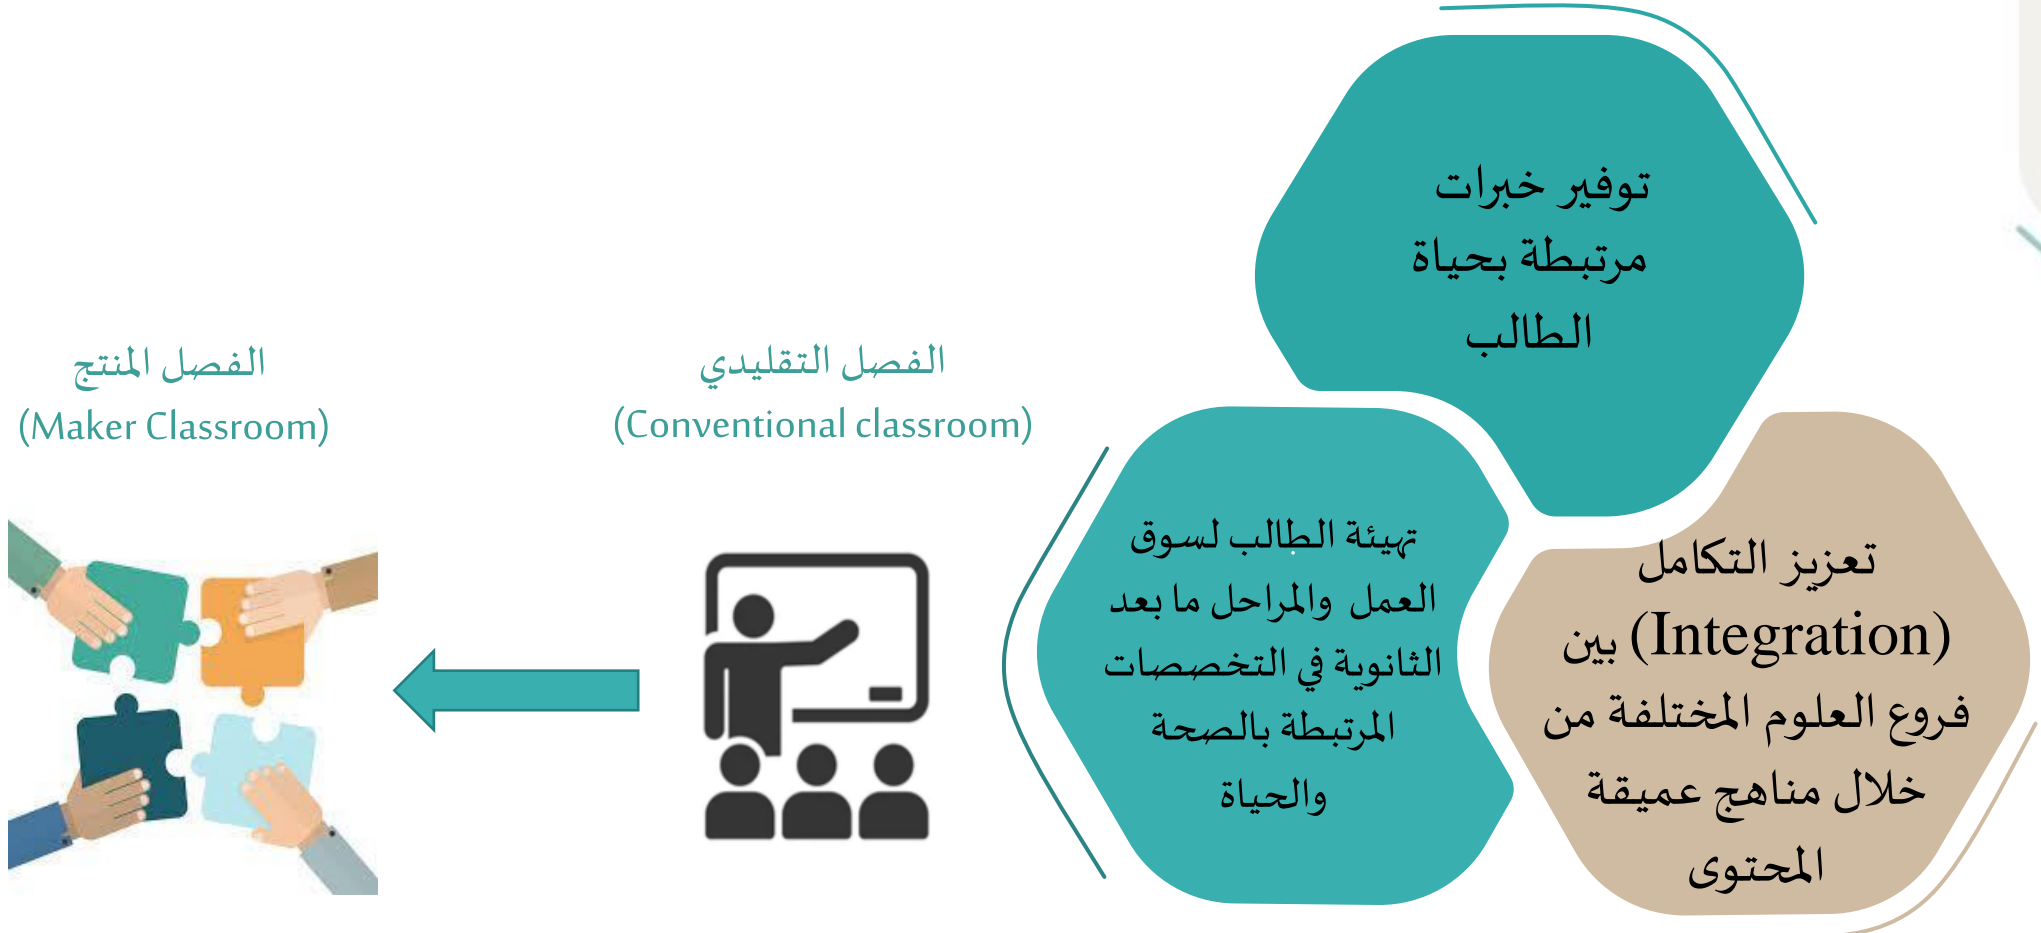 توفير خبرات
مرتبطة بحياة
الطالب
تعزيز التكامل
(Integration) بين
فروع العلوم المختلفة من
خلال مناهج عميقة
المحتوى
تهيئة الطالب لسوق
العمل والمراحل ما بعد
الثانوية في التخصصات
المرتبطة بالصحة
والحياة
الفصل التقليدي
(Conventional classroom)
الفصل المنتج
(Maker Classroom)